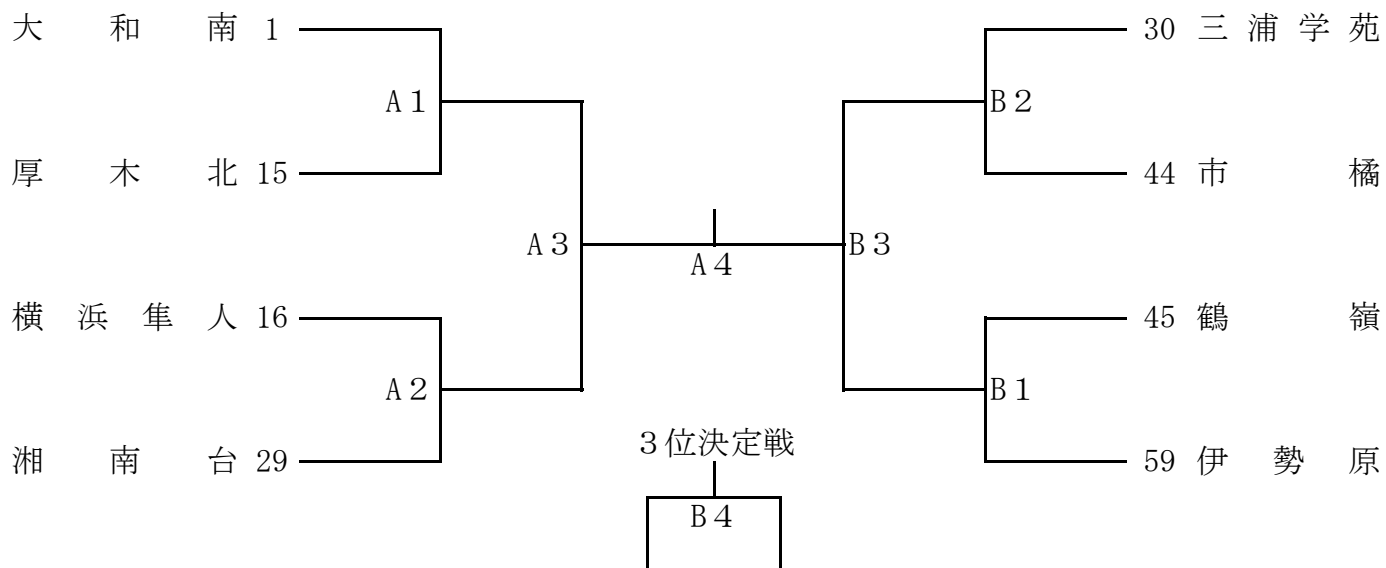 大和南 1
30 三浦学苑
A1
B2
厚木北 15
44 市橘
A3
B3
A4
横浜隼人 16
45 鶴嶺
A2
B1
3位決定戦
湘南台 29
59 伊勢原
B4